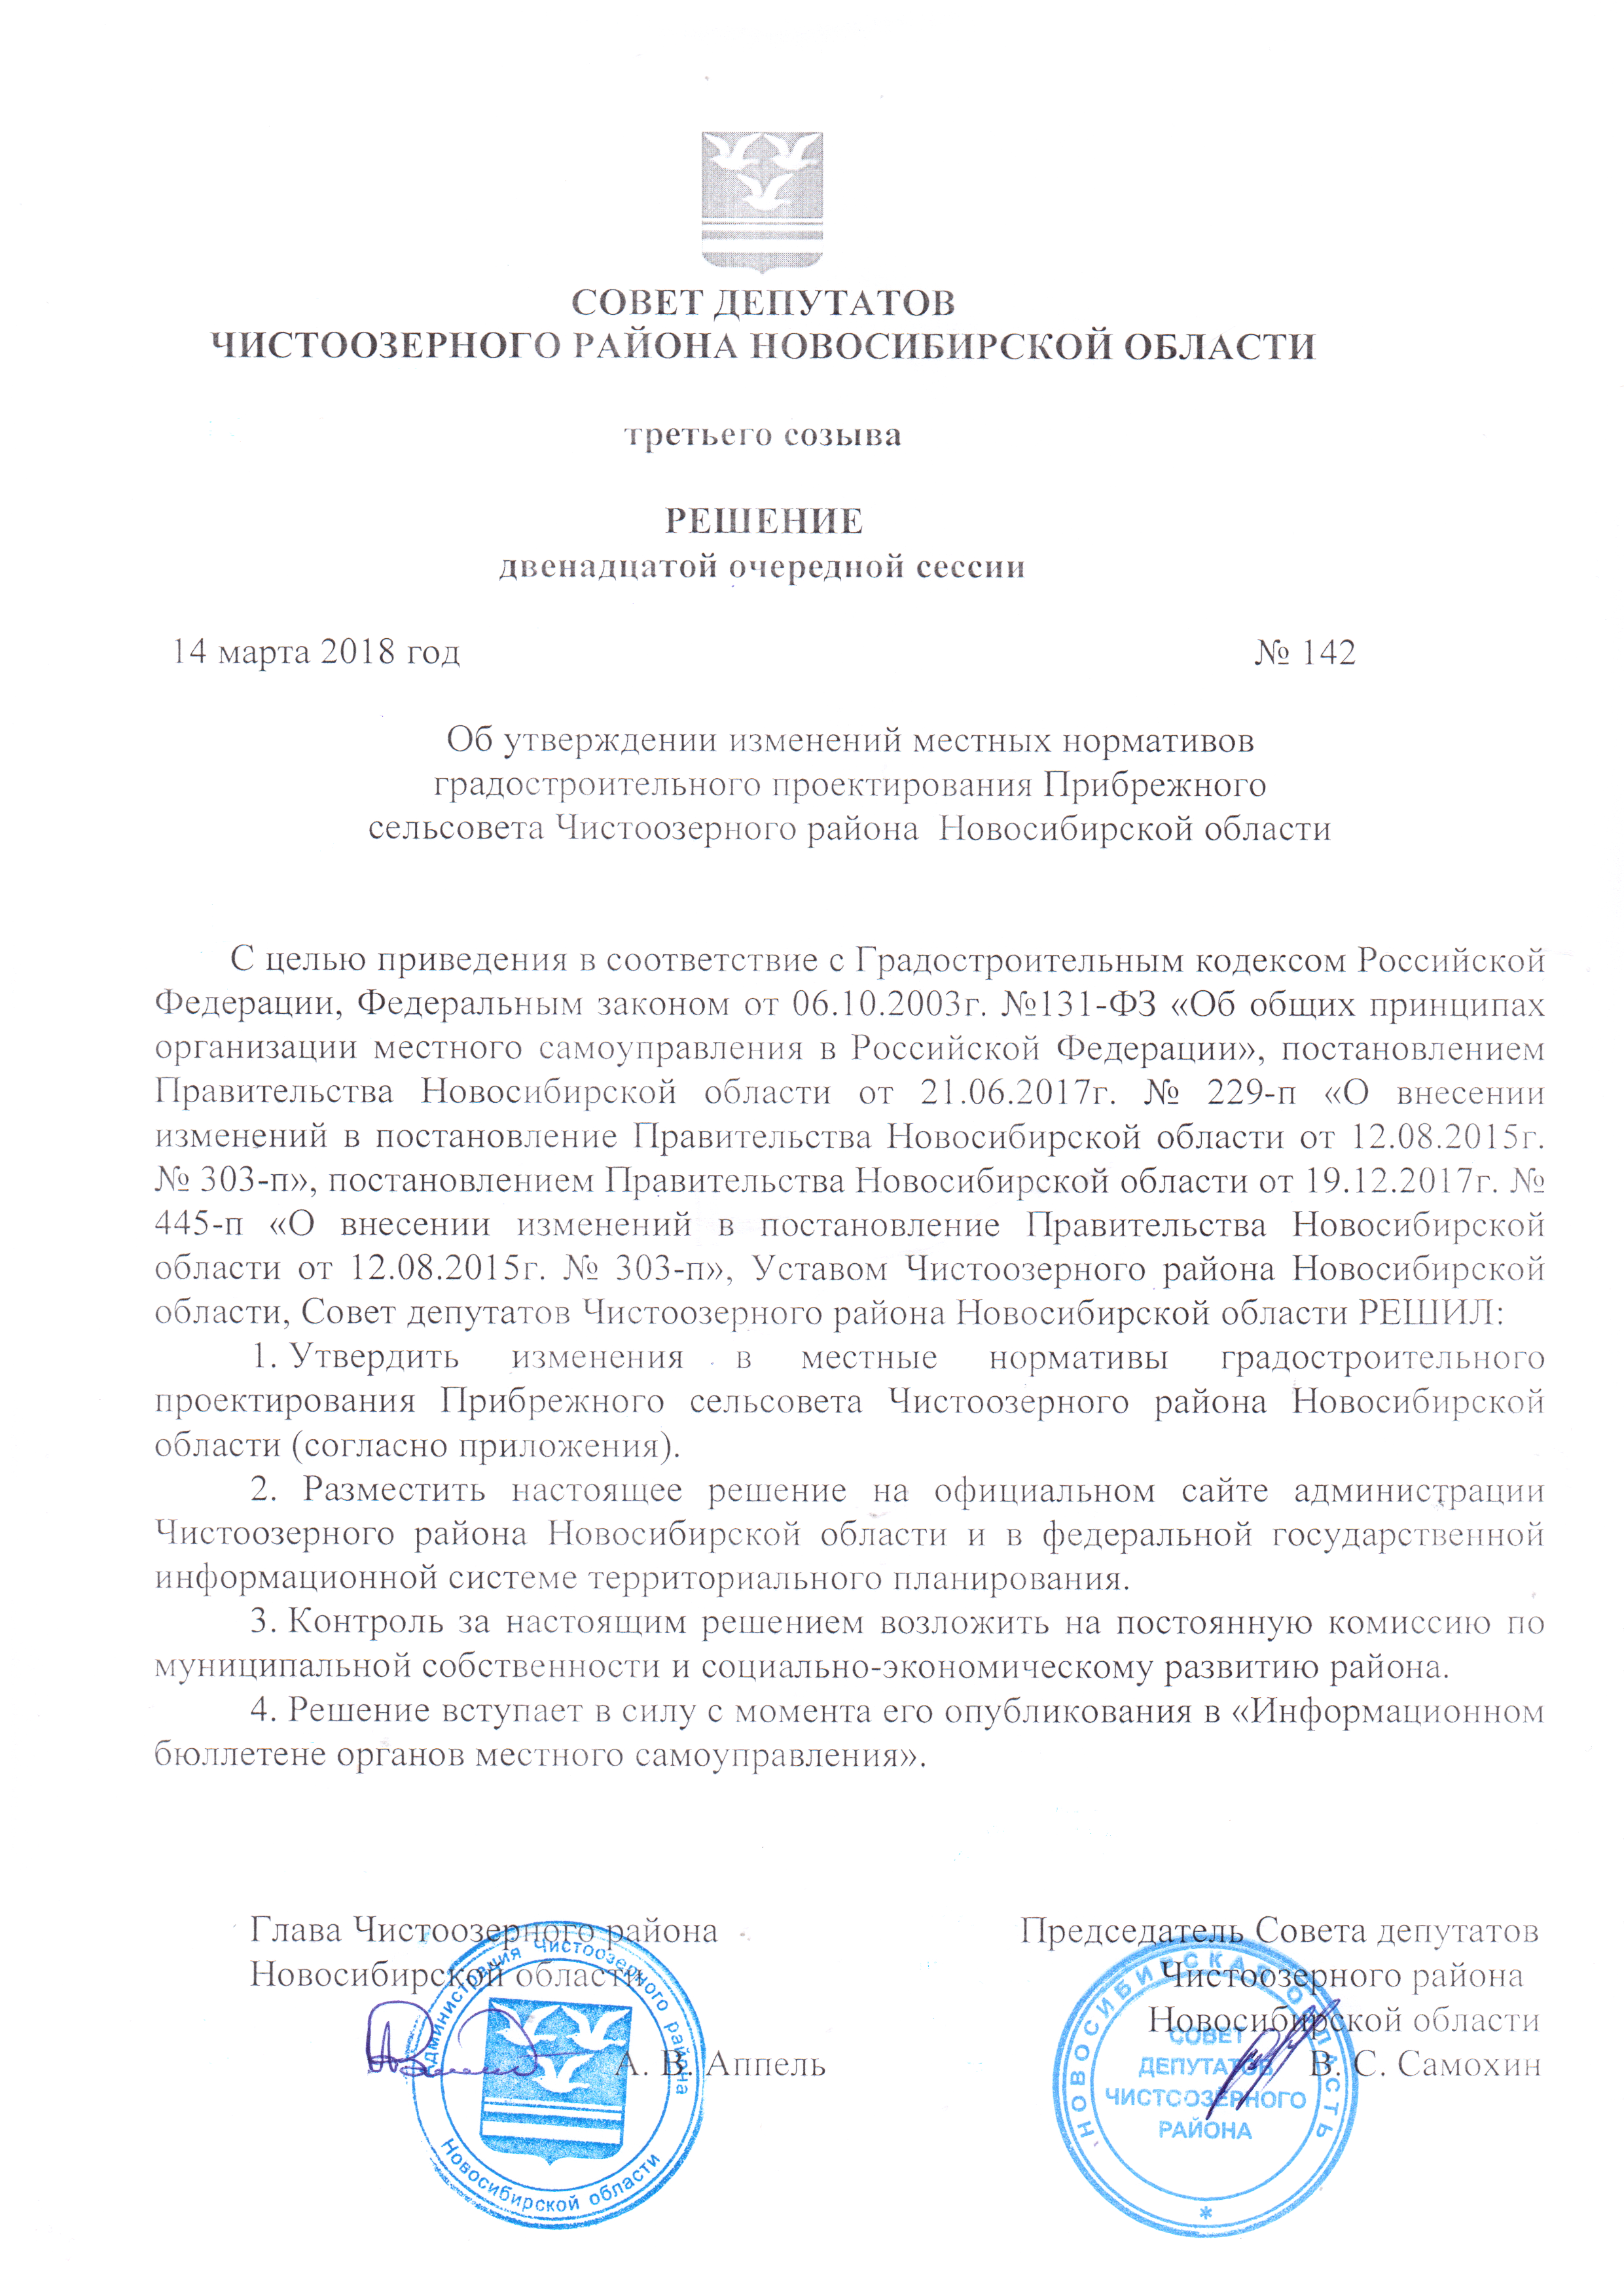 СОВЕТ ДЕПУТАТОВ
ЧИСТООЗЕРНОГО РАЙОНА НОВОСИБИРСКОЙ ОБЛАСТИ
третьего созыва
РЕШЕНИЕ
двенадцатой очередной сессии
14 марта 2018 год № 142
Об утверждении изменений местных нормативов
градостроительного проектирования Прибрежного
сельсовета Чистоозерного района Новосибирской области
С целью приведения в соответствие с Градостроительным кодексом Российской
Федерации, Федеральным законом от 06.10.2003г. №131-ФЗ «Об общих принципах
организации местного самоуправления в Российской Федерации», постановлением
Правительства Новосибирской области от 21.06.2017г. № 229-п «О внесении
изменений в постановление Правительства Новосибирской области от 12.08.2015г.
№ 303-п», постановлением Правительства Новосибирской области от 19.12.2017г. №
445-п «О внесении изменений в постановление Правительства Новосибирской
области от 12.08.2015г. № 303-п», Уставом Чистоозерного района Новосибирской
области, Совет депутатов Чистоозерного района Новосибирской области РЕШИЛ:
1. Утвердить изменения в местные нормативы градостроительного
проектирования Прибрежного сельсовета Чистоозерного района Новосибирской
области (согласно приложения).
2. Разместить настоящее решение на официальном сайте администрации
Чистоозерного района Новосибирской области и в федеральной государственной
информационной системе территориального планирования.
3. Контроль за настоящим решением возложить на постоянную комиссию по
муниципальной собственности и социально-экономическому развитию района.
4. Решение вступает в силу с момента его опубликования в «Информационном
бюллетене органов местного самоуправления».
Глава Чистоозерного района
Новосибирской области
А. В. Аппель
Администрация Чистоозерного района
Новосибирской области
Председатель Совета депутатов
Чистоозерного района
Новосибирской области
В. С. Самохин
НОВОСИБИРСКАЯ ОБЛАСТЬ
СОВЕТ
ДЕПУТАТОВ
ЧИСТООЗЕРНОГО
РАЙОНА